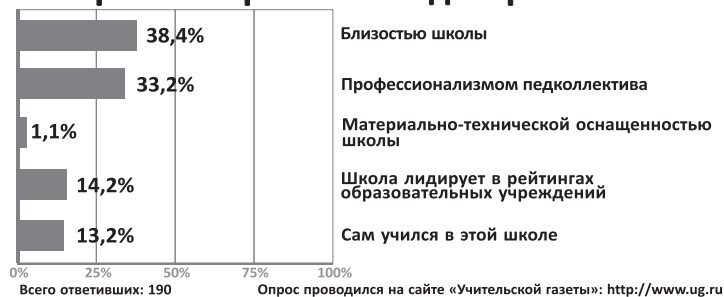 38,4% Близостью школы
33,2% Профессионализмом педколлектива
1,1% Материально-технической оснащенностью
школы
14,2% Школа лидирует в рейтингах
образовательных учреждений
13,2% Сам учился в этой школе
0% 25% 50% 75% 100%
Всего ответивших: 190 Опрос проводился на сайте «Учительской газеты»: http://www.ug.ru